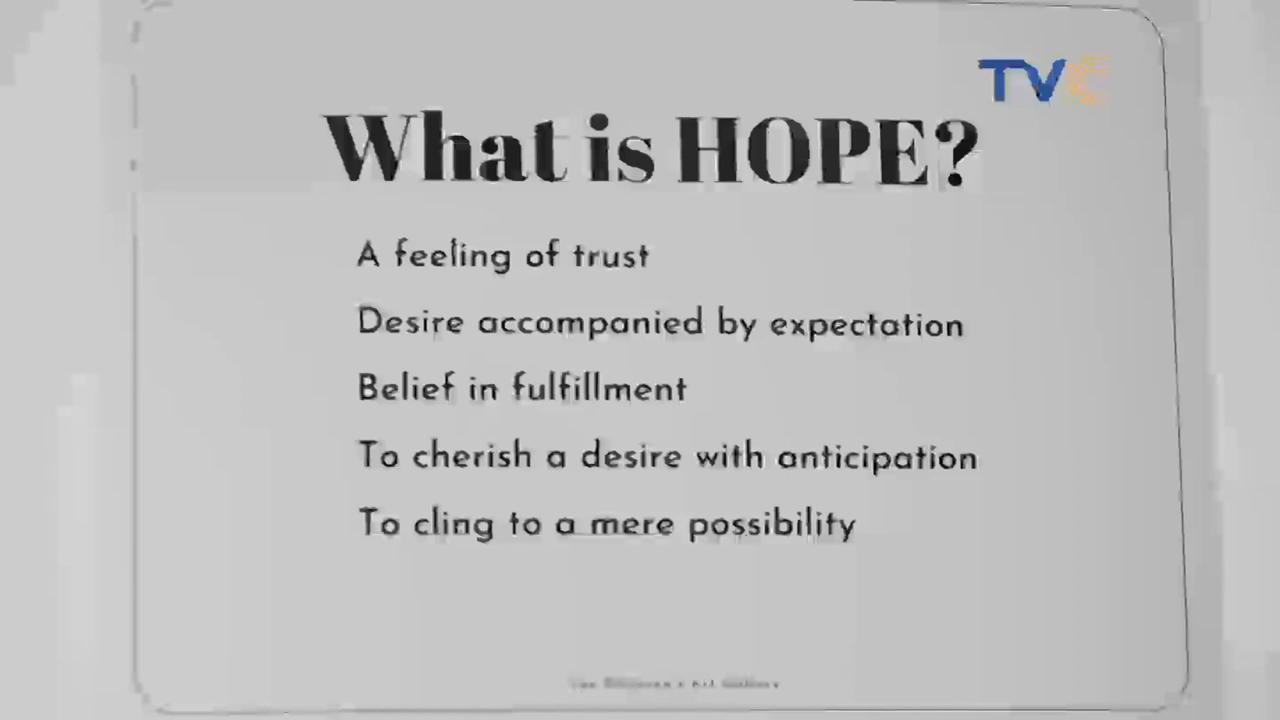 TVC
What is HOPE?
A feeling of trust
Desire accompanied by expectation
Belief in fulfillment
To cherish a desire with anticipation
To cling to a mere possibility